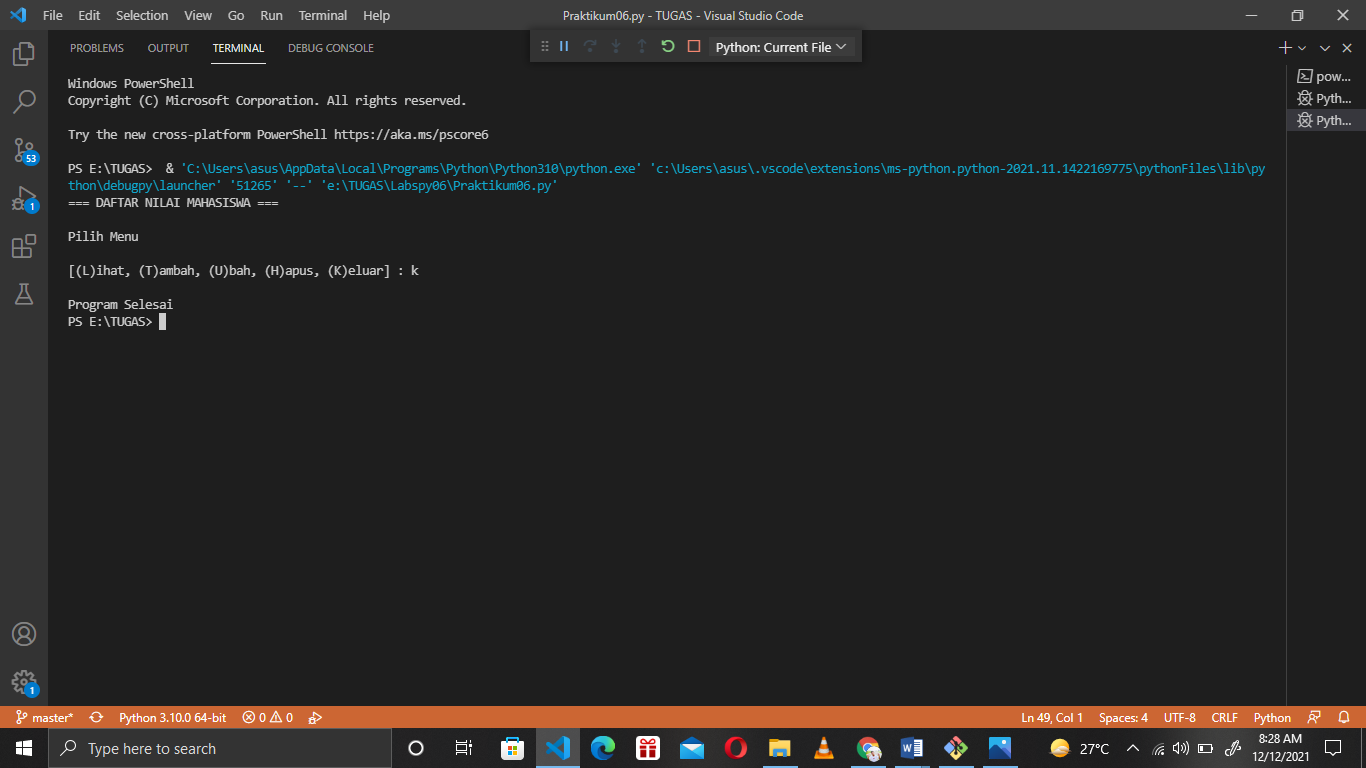 File Edit Selection View Go Run Terminal Help
Praktikum06.py - TUGAS - Visual Studio Code
PROBLEMS OUTPUT TERMINAL DEBUG CONSOLE
Python: Current File
Windows PowerShell
Copyright (C) Microsoft Corporation. All rights reserved.
Try the new cross-platform PowerShell https://aka.ms/pscore6
PS E:\TUGAS>  & 'C:\Users\asus\AppData\Local\Programs\Python\Python310\python.exe' 'c:\Users\asus\.vscode\extensions\ms-python.python-2021.11.1422169775\pythonFiles\lib\py
thon\debugpy\launcher' '51265' '--' 'e:\TUGAS\Labspy06\Praktikum06.py'
=== DAFTAR NILAI MAHASISWA ===
Pilih Menu
[(L)ihat, (T)ambah, (U)bah, (H)apus, (K)eluar] : k
Program Selesai
PS E:\TUGAS>
pow...
Pyth...
Pyth...
53
1
1
master* Python 3.10.0 64-bit 0 0 Ln 49, Col 1 Spaces: 4 UTF-8 CRLF Python
Type here to search
27°C
8:28 AM
12/12/2021